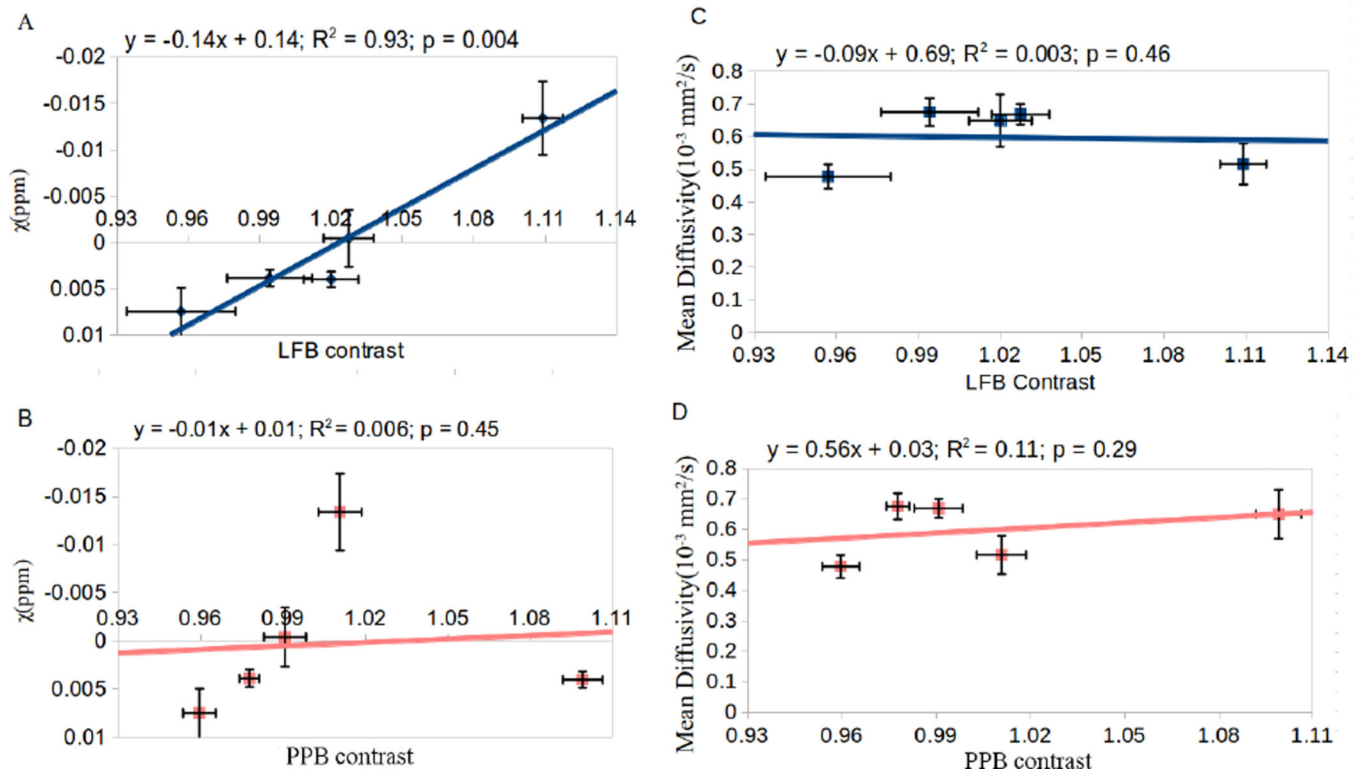 A
y = -0.14x + 0.14; R² = 0.93; p = 0.004
-0.02
-0.015
-0.01
-0.005
0.93 0.96 0.99 1.02 1.05 1.08 1.11 1.14
0
0.005
0.01
χ(ppm)
LFB contrast
B
y = -0.01x + 0.01; R² = 0.006; p = 0.45
-0.02
-0.015
-0.01
-0.005
0.93 0.96 0.99 1.02 1.05 1.08 1.11
0
0.005
0.01
χ(ppm)
PPB contrast
C
y = -0.09x + 0.69; R² = 0.003; p = 0.46
0.8
0.7
0.6
0.5
0.4
0.3
0.2
0.1
0
0.93 0.96 0.99 1.02 1.05 1.08 1.11 1.14
Mean Diffusivity(10⁻³ mm²/s)
LFB Contrast
D
y = 0.56x + 0.03; R² = 0.11; p = 0.29
0.8
0.7
0.6
0.5
0.4
0.3
0.2
0.1
0
0.93 0.96 0.99 1.02 1.05 1.08 1.11
Mean Diffusivity(10⁻³ mm²/s)
PPB contrast